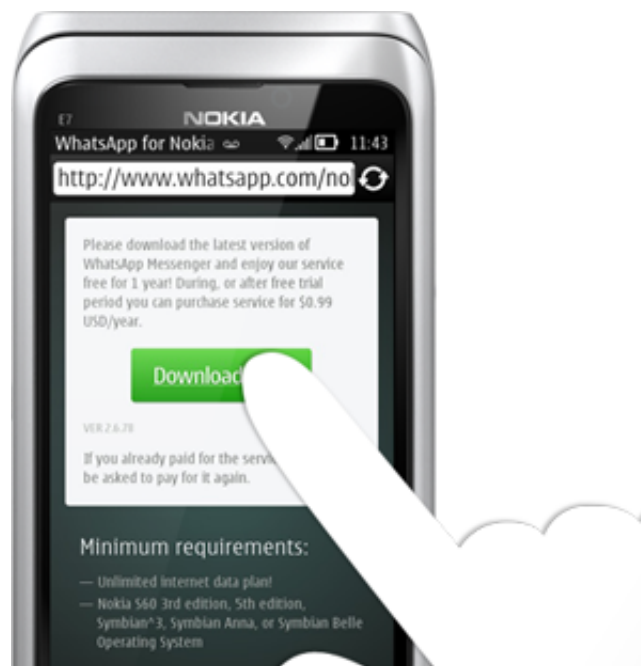 E7
NOKIA
WhatsApp for Nokia
11:43
http://www.whatsapp.com/no
Please download the latest version of
WhatsApp Messenger and enjoy our service
free for 1 year! During, or after free trial
period you can purchase service for $0.99
USD/year.
Download
VER 2.6.78
If you already paid for the
be asked to pay for it again.
Minimum requirements:
— Unlimited internet data plan!
— Nokia S60 3rd edition, 5th edition,
Symbian^3, Symbian Anna, or Symbian Belle
Operating System